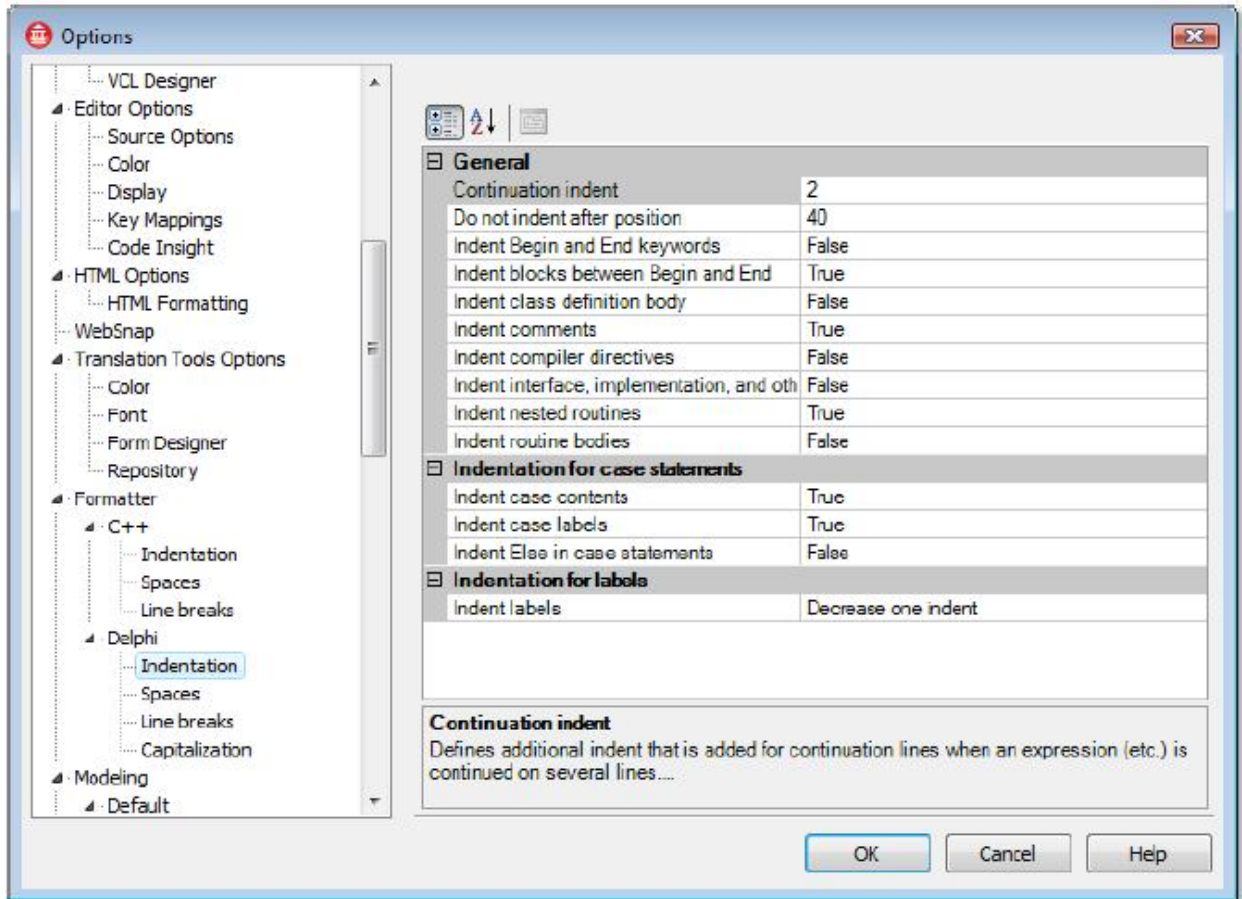 Options
VCL Designer
Editor Options
Source Options
Color
Display
Key Mappings
Code Insight
HTML Options
HTML Formatting
WebSnap
Translation Tools Options
Color
Font
Form Designer
Repository
Formatter
C++
Indentation
Spaces
Line breaks
Delphi
Indentation
Spaces
Line breaks
Capitalization
Modeling
Default
General
Continuation indent 2
Do not indent after position 40
Indent Begin and End keywords False
Indent blocks between Begin and End True
Indent class definition body False
Indent comments True
Indent compiler directives False
Indent interface, implementation, and oth False
Indent nested routines True
Indent routine bodies False
Indentation for case statements
Indent case contents True
Indent case labels True
Indent Else in case statements False
Indentation for labels
Indent labels Decrease one indent
Continuation indent
Defines additional indent that is added for continuation lines when an expression (etc.) is
continued on several lines....
OK Cancel Help